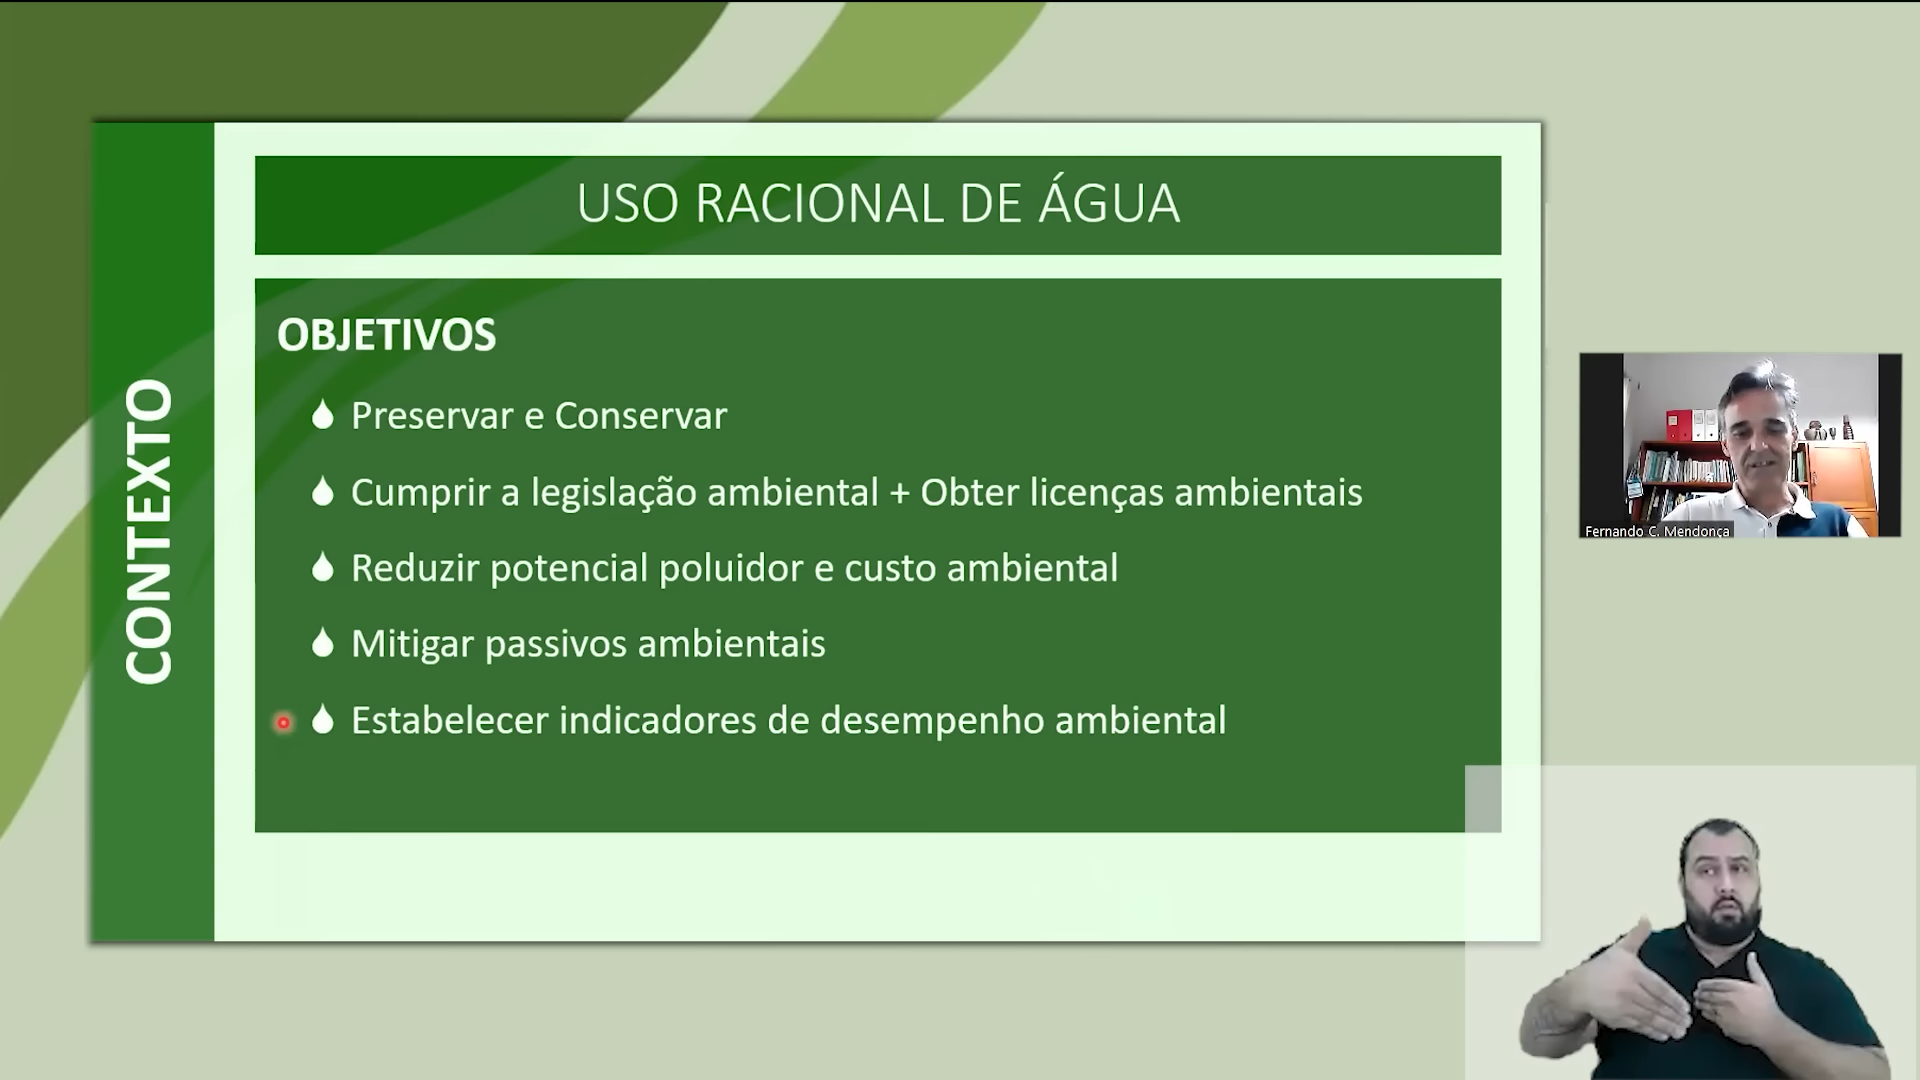 CONTEXTO
USO RACIONAL DE ÁGUA
OBJETIVOS
Preservar e Conservar
Cumprir a legislação ambiental + Obter licenças ambientais
Reduzir potencial poluidor e custo ambiental
Mitigar passivos ambientais
Estabelecer indicadores de desempenho ambiental
Fernando C. Mendonça